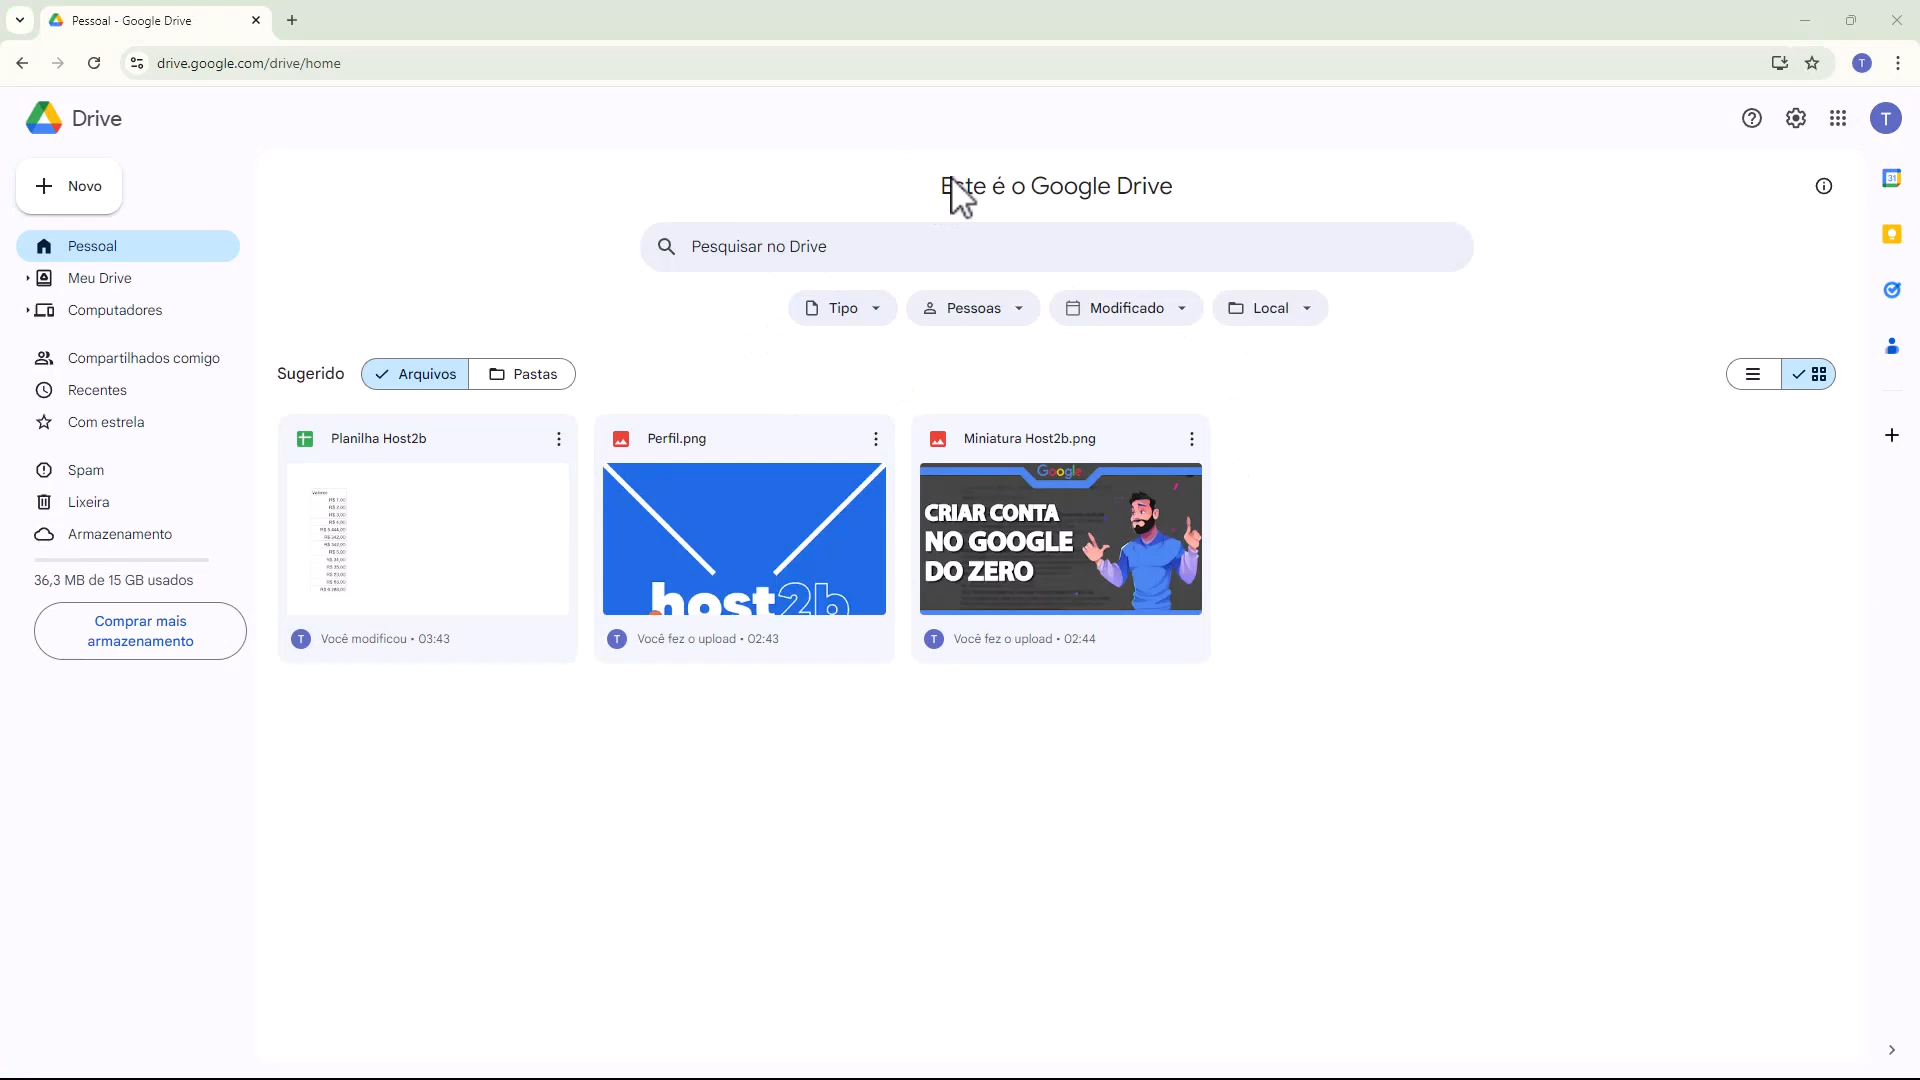 Pessoal - Google Drive
drive.google.com/drive/home
T
Drive
T
Novo
Este é o Google Drive
31
Pessoal
Pesquisar no Drive
Meu Drive
Computadores
Tipo
Pessoas
Modificado
Local
Compartilhados comigo
Recentes
Com estrela
Sugerido
Arquivos
Pastas
Spam
Lixeira
Armazenamento
36,3 MB de 15 GB usados
Comprar mais
armazenamento
Planilha Host2b
Perfil.png
Miniatura Host2b.png
host2b
Google
CRIAR CONTA
NO GOOGLE
DO ZERO
T Você modificou • 03:43
T Você fez o upload • 02:43
T Você fez o upload • 02:44